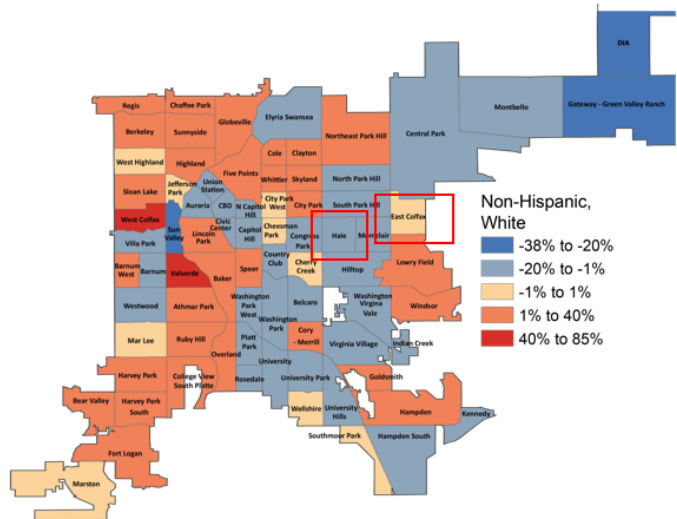 DIA
Gateway - Green Valley Ranch
Montbello
Central Park
Regis
Chaffee Park
Globeville
Elyria Swansea
Northeast Park Hill
Berkeley
Sunnyside
West Highland
Highland
Cole
Clayton
Five Points
Whittier
Skyland
North Park Hill
Sloan Lake
Jefferson
Park
Union
Station
City Park
West
City Park
South Park Hill
East Colfax
West Colfax
Auraria
CBD
N Capitol
Hill
Cheesman
Park
Congress
Park
Hale
Montclair
Sun
Valley
Lincoln
Park
Civic
Center
Capitol
Hill
Villa Park
Country
Club
Cherry
Creek
Hilltop
Lowry Field
Barnum
West
Barnum
Valverde
Baker
Speer
Westwood
Athmar Park
Washington
Park
West
Washington
Park
Belcaro
Washington
Virgina
Vale
Windsor
Mar Lee
Ruby Hill
Overland
Platt
Park
Cory
- Merrill
Virginia Village
Indian Creek
Harvey Park
College View
South Platte
Rosedale
University
University Park
Goldsmith
Bear Valley
Harvey Park
South
Wellshire
University
Hills
Hampden
Kennedy
Southmoor Park
Hampden South
Fort Logan
Marston
Non-Hispanic,
White
-38% to -20%
-20% to -1%
-1% to 1%
1% to 40%
40% to 85%